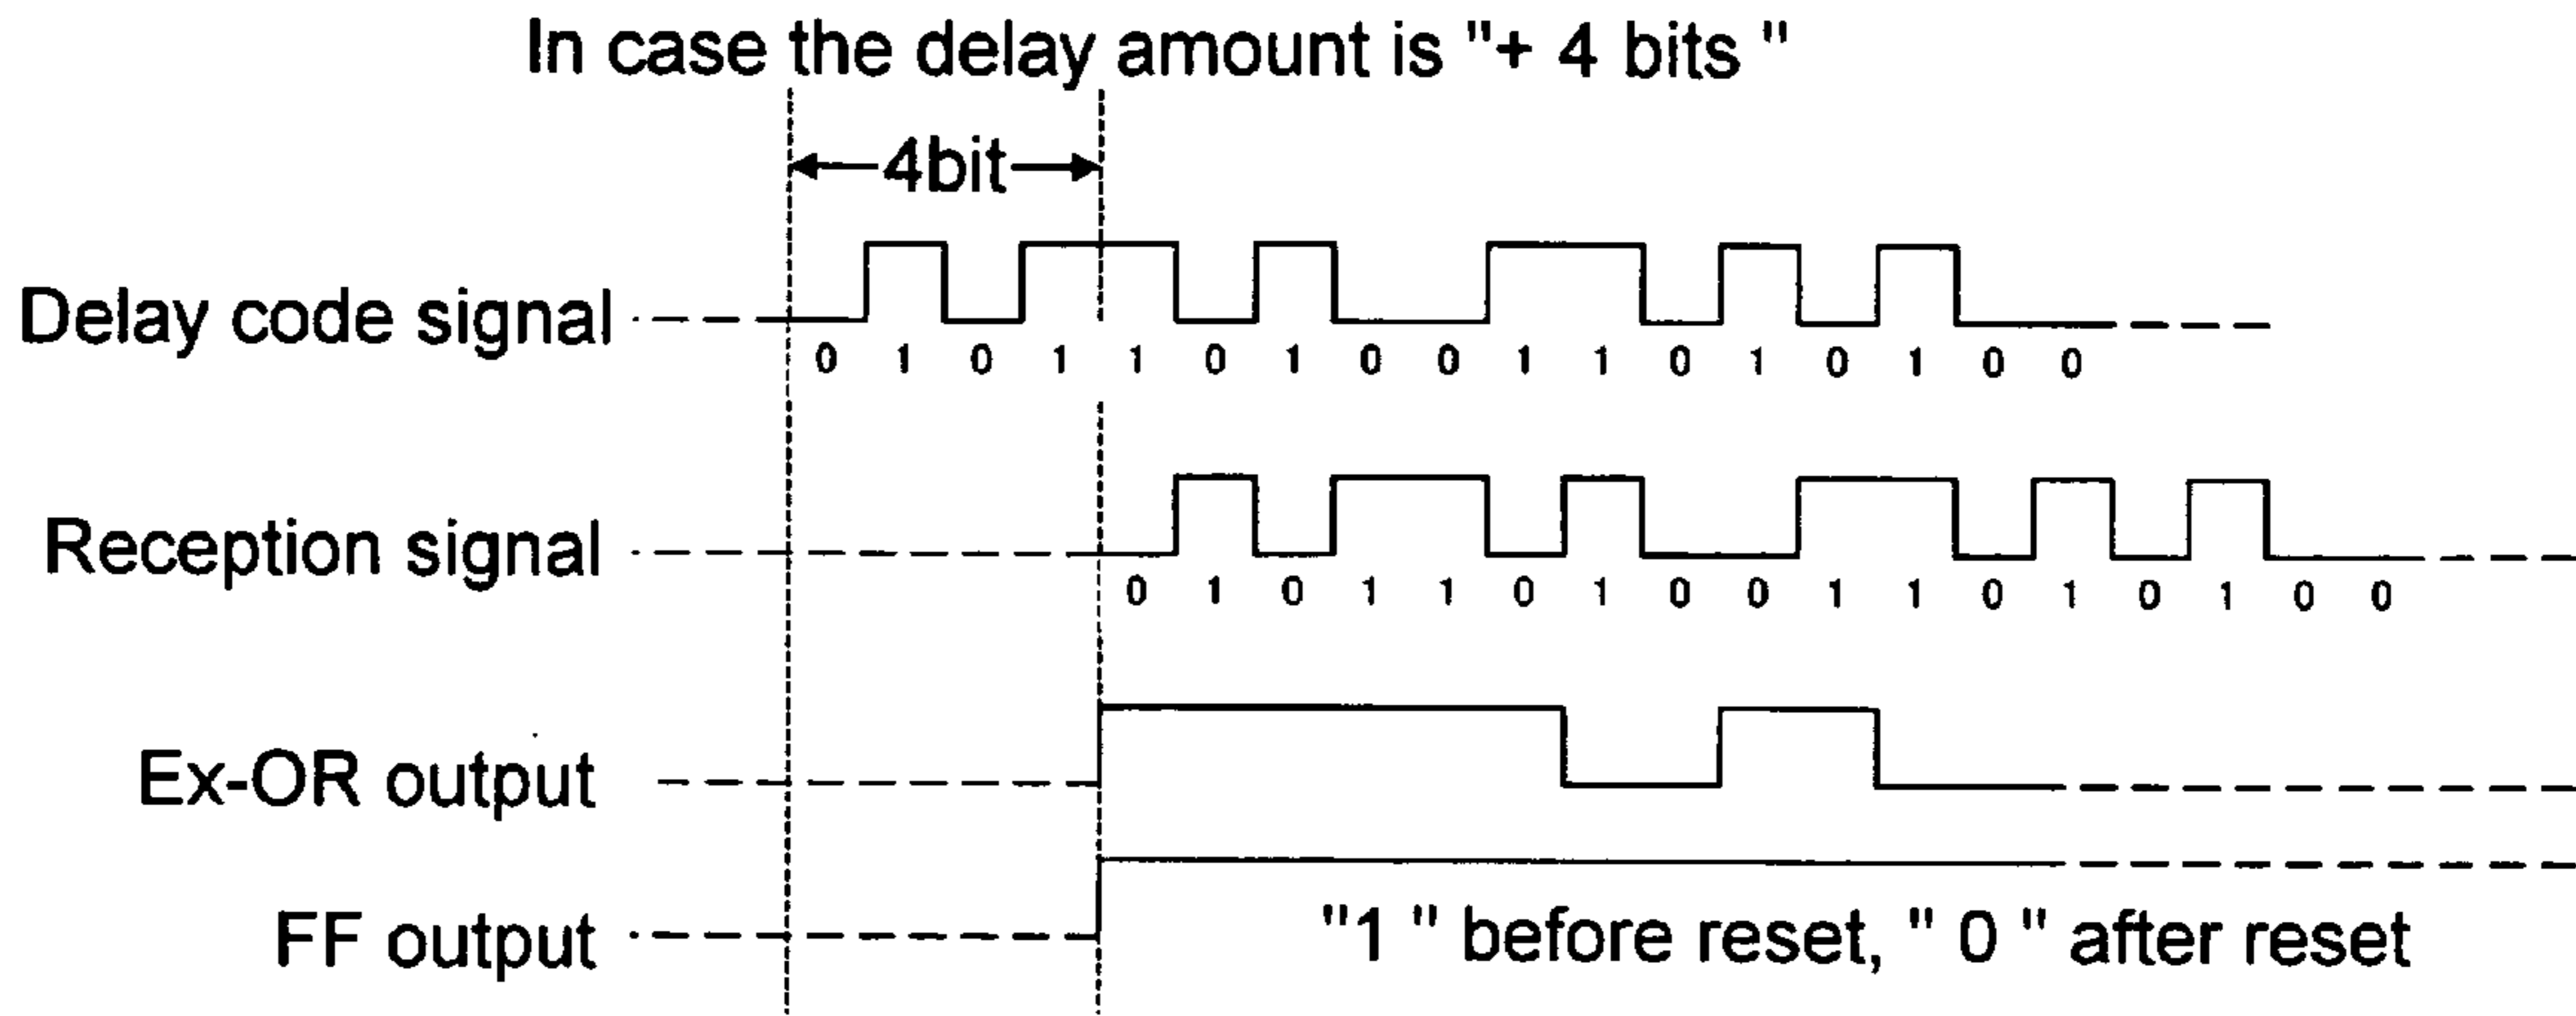 In case the delay amount is "+ 4 bits "
4bit
Delay code signal
0 1 0 1 1 0 1 0 0 1 1 0 1 0 1 0 0
Reception signal
0 1 0 1 1 0 1 0 0 1 1 0 1 0 1 0 0
Ex-OR output
FF output
"1 " before reset, " 0 " after reset